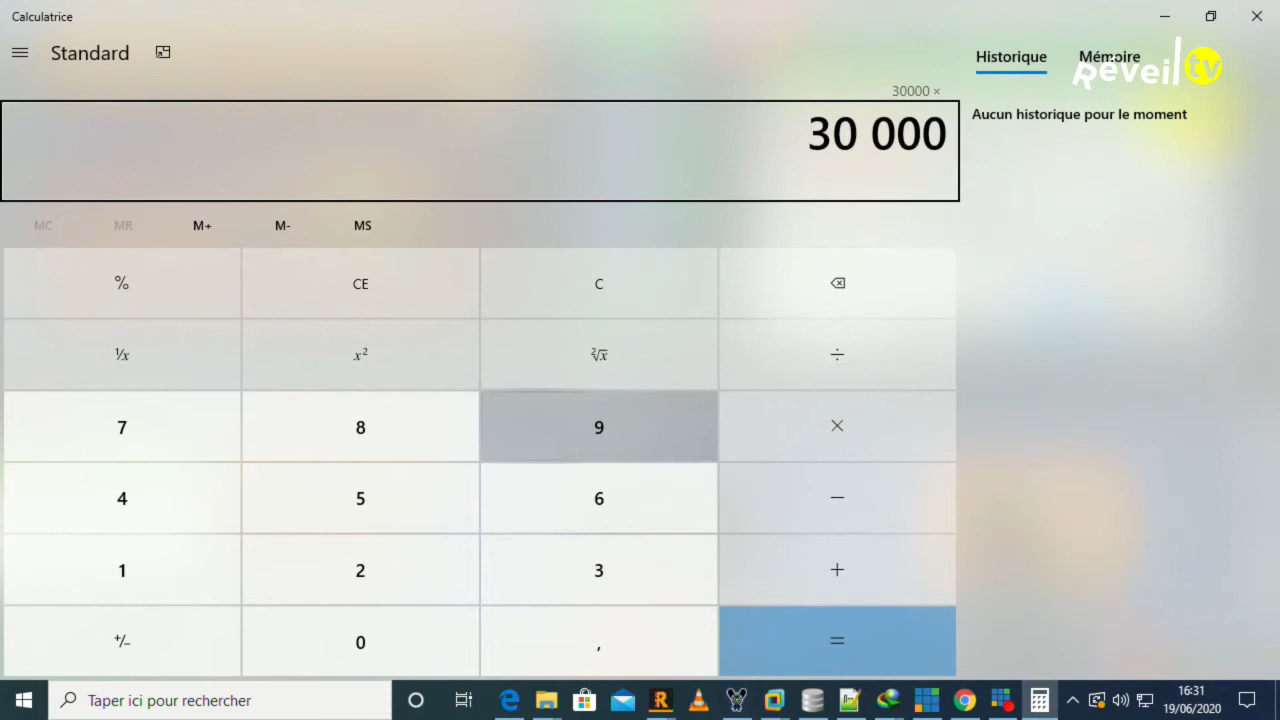 Calculatrice
Standard
Historique
Mémoire
Réveil tv
30000 ×
30 000
Aucun historique pour le moment
MC
MR
M+
M-
MS
%
CE
C
⅟x
x²
²√x
÷
7
8
9
×
4
5
6
−
1
2
3
+
+/−
0
,
=
Taper ici pour rechercher
16:31
19/06/2020